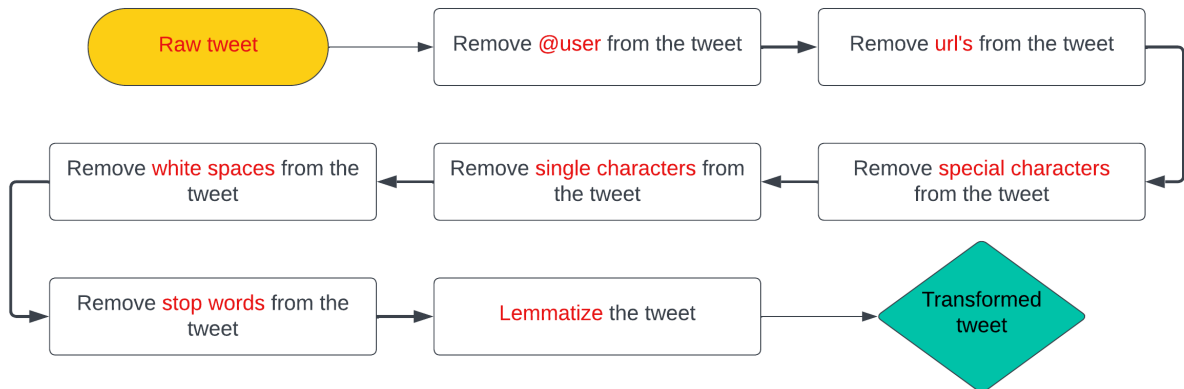 Raw tweet
Remove @user from the tweet
Remove url's from the tweet
Remove special characters
from the tweet
Remove single characters from
the tweet
Remove white spaces from the
tweet
Remove stop words from the
tweet
Lemmatize the tweet
Transformed
tweet